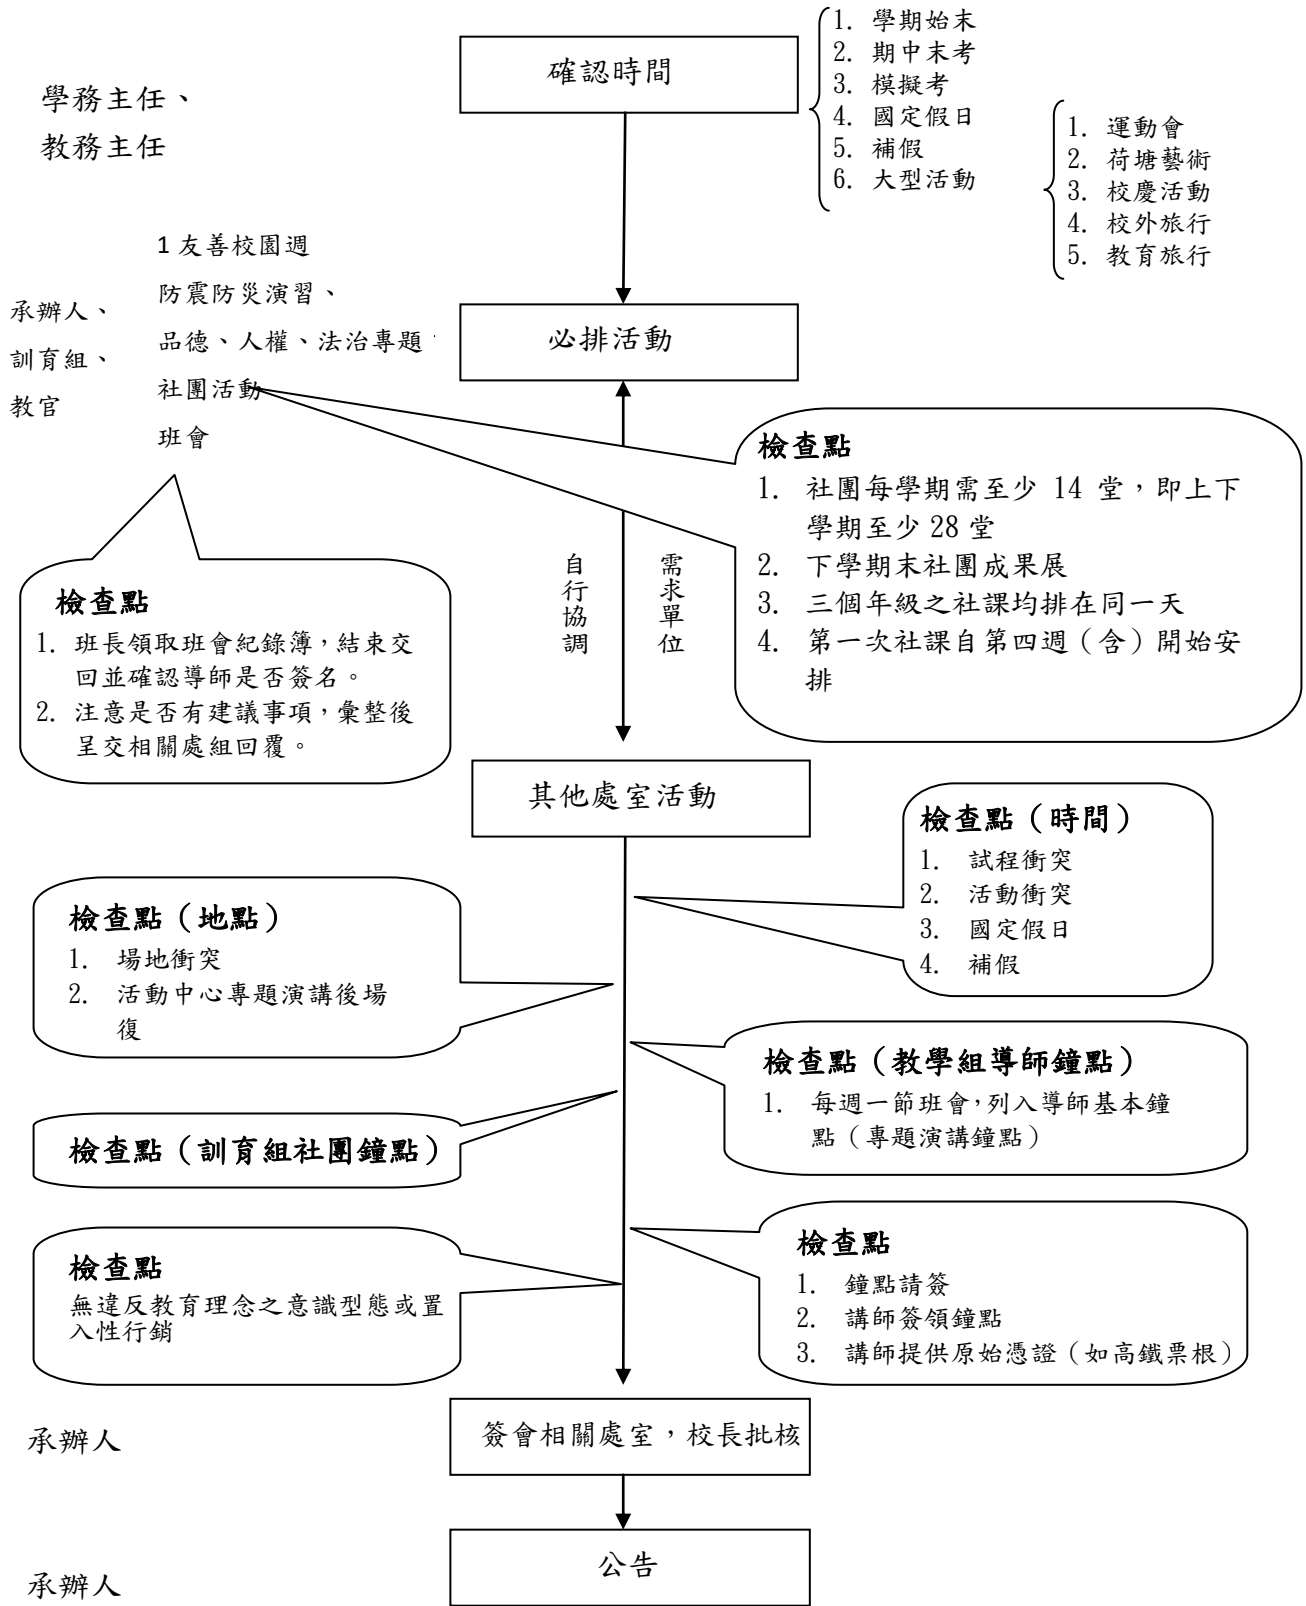 確認時間
1. 學期始末
2. 期中末考
3. 模擬考
4. 國定假日
5. 補假
6. 大型活動
1. 運動會
2. 荷塘藝術
3. 校慶活動
4. 校外旅行
5. 教育旅行
學務主任、
教務主任
承辦人、
訓育組、
教官
1 友善校園週
防震防災演習、
品德、人權、法治專題
社團活動
班會
必排活動
檢查點
1. 社團每學期需至少 14 堂，即上下
學期至少 28 堂
2. 下學期末社團成果展
3. 三個年級之社課均排在同一天
4. 第一次社課自第四週（含）開始安
排
檢查點
1. 班長領取班會紀錄簿，結束交
回並確認導師是否簽名。
2. 注意是否有建議事項，彙整後
呈交相關處組回覆。
自行協調
需求單位
其他處室活動
檢查點（時間）
1. 試程衝突
2. 活動衝突
3. 國定假日
4. 補假
檢查點（地點）
1. 場地衝突
2. 活動中心專題演講後場
復
檢查點（教學組導師鐘點）
1. 每週一節班會，列入導師基本鐘
點（專題演講鐘點）
檢查點（訓育組社團鐘點）
檢查點
1. 鐘點請簽
2. 講師簽領鐘點
3. 講師提供原始憑證（如高鐵票根）
檢查點
無違反教育理念之意識型態或置
入性行銷
承辦人
簽會相關處室，校長批核
承辦人
公告